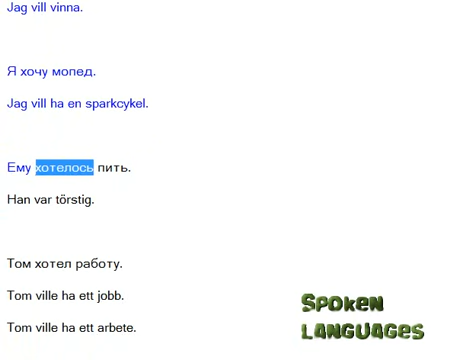 Jag vill vinna.
Я хочу мопед.
Jag vill ha en sparkcykel.
Ему хотелось пить.
Han var törstig.
Том хотел работу.
Tom ville ha ett jobb.
Tom ville ha ett arbete.
Spoken
Languages